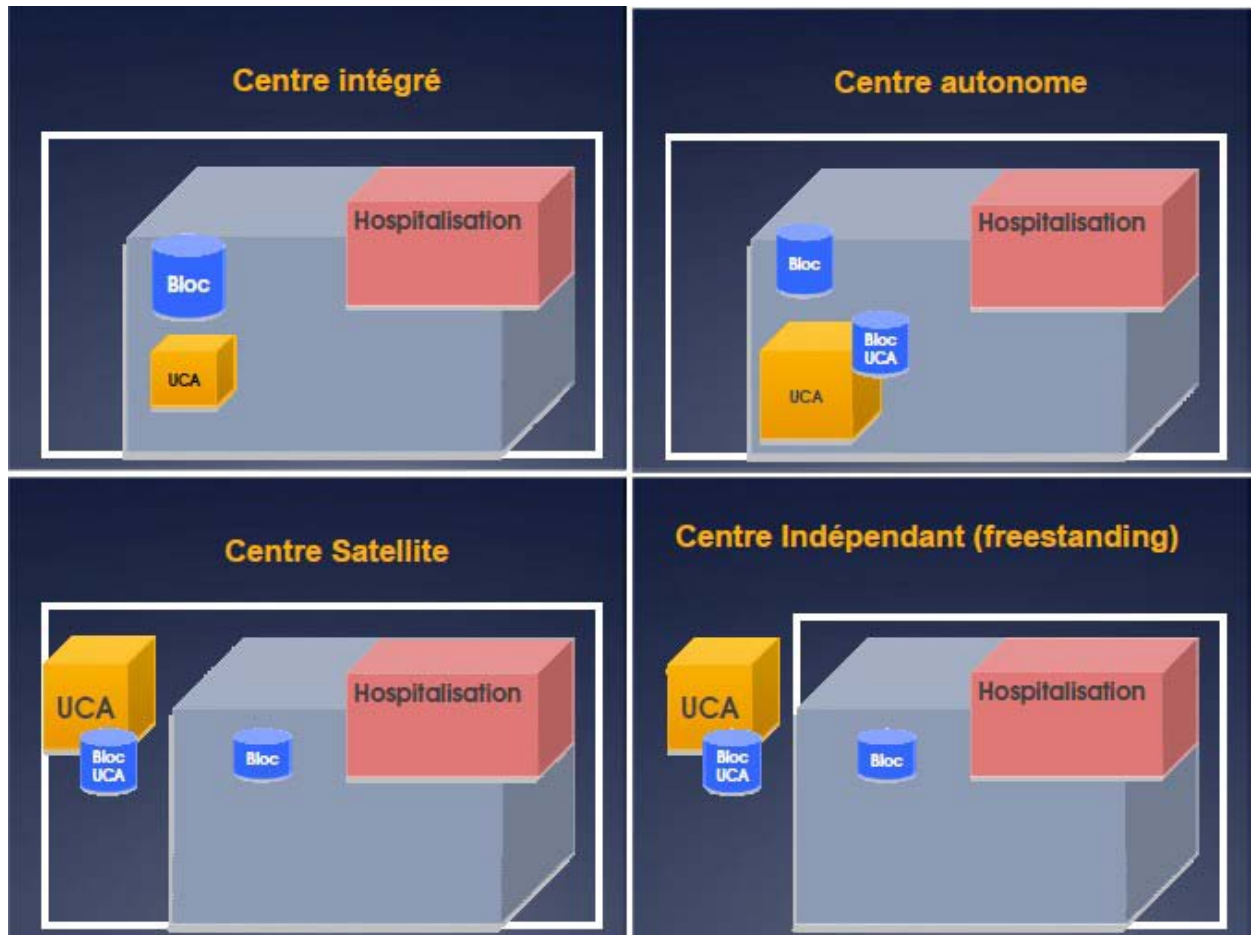 Centre intégré
Hospitalisation
Bloc
UCA
Centre autonome
Hospitalisation
Bloc
Bloc
UCA
UCA
Centre Satellite
Hospitalisation
UCA
Bloc
UCA
Bloc
Centre Indépendant (freestanding)
Hospitalisation
UCA
Bloc
UCA
Bloc